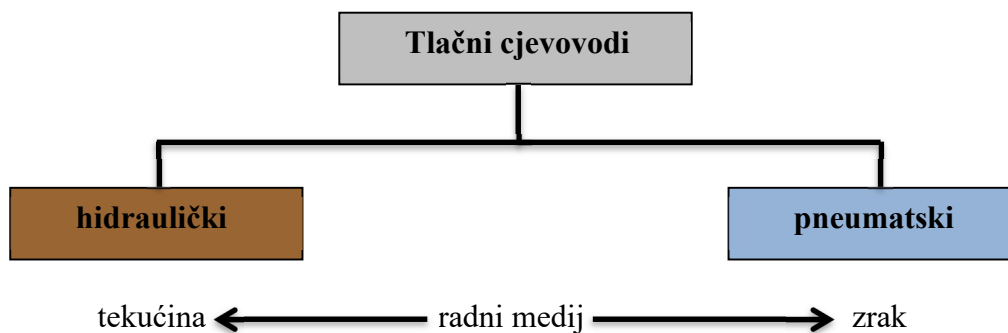 Tlačni cjevovodi
hidraulički pneumatski
tekućina radni medij zrak